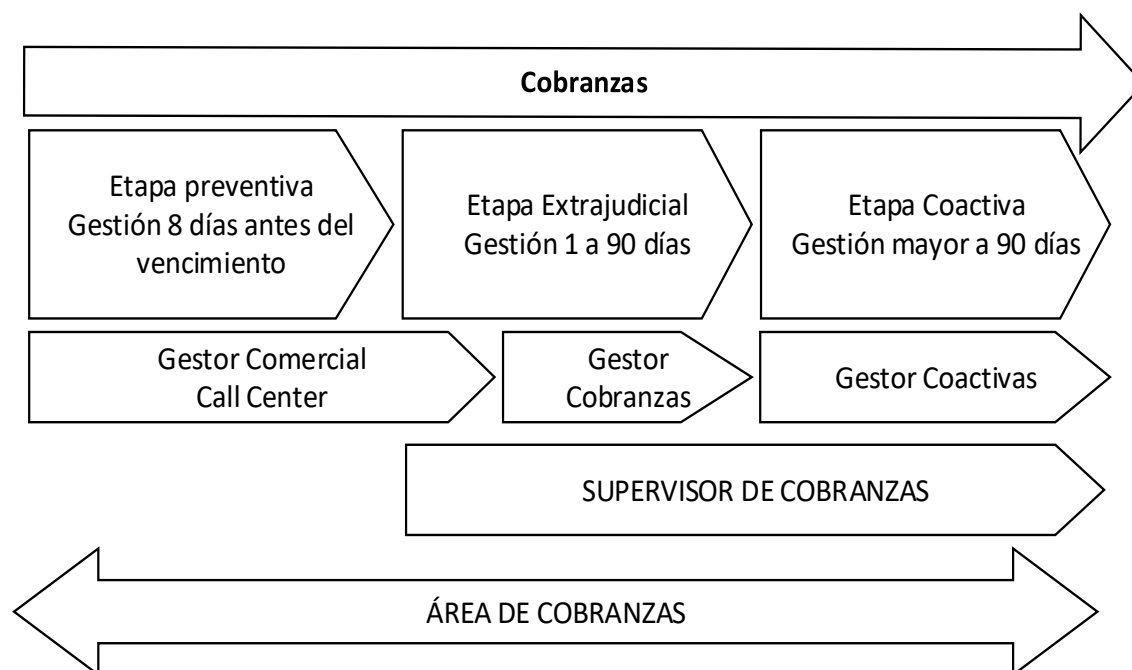 Cobranzas
Etapa preventiva
Gestión 8 días antes del
vencimiento
Etapa Extrajudicial
Gestión 1 a 90 días
Etapa Coactiva
Gestión mayor a 90 días
Gestor Comercial
Call Center
Gestor
Cobranzas
Gestor Coactivas
SUPERVISOR DE COBRANZAS
ÁREA DE COBRANZAS